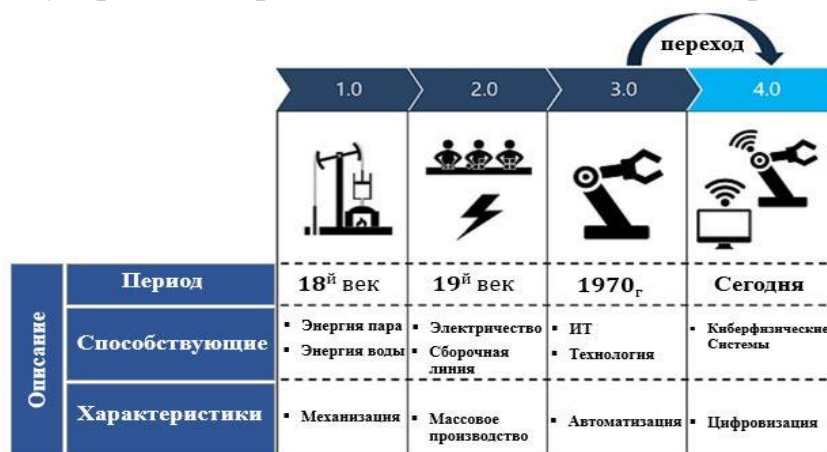 переход
1.0 2.0 3.0 4.0
Описание
Период 18й век 19й век 1970г Сегодня
Способствующие
▪ Энергия пара
▪ Энергия воды
▪ Электричество
▪ Сборочная
линия
▪ ИТ
▪ Технология
▪ Киберфизические
Системы
Характеристики
▪ Механизация
▪ Массовое
производство
▪ Автоматизация
▪ Цифровизация